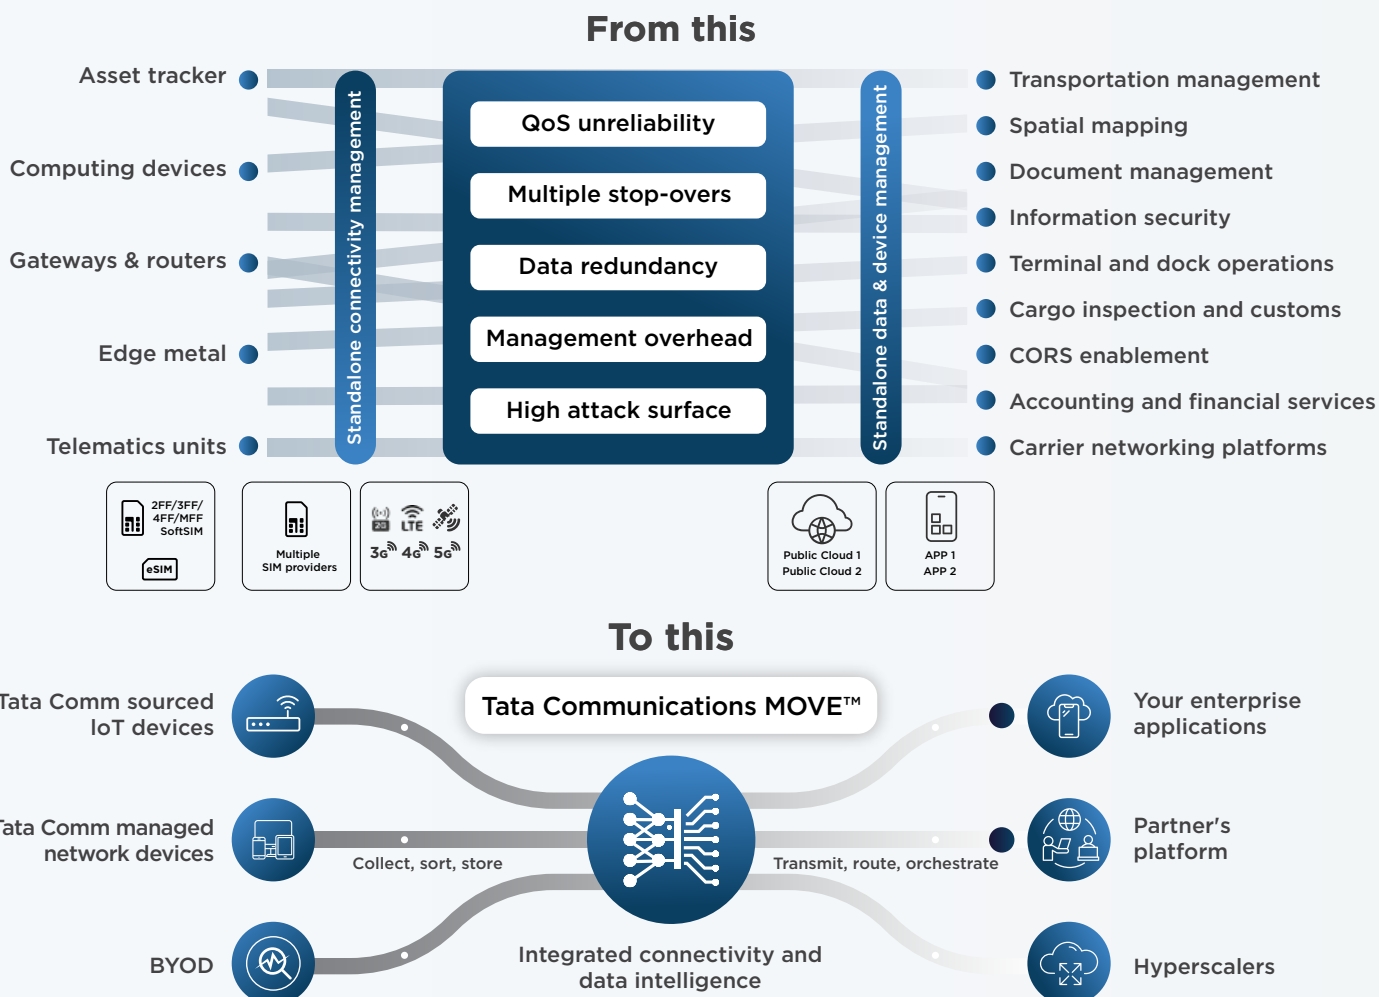 From this
Asset tracker
Computing devices
Gateways & routers
Edge metal
Telematics units
Standalone connectivity management
QoS unreliability
Multiple stop-overs
Data redundancy
Management overhead
High attack surface
Standalone data & device management
Transportation management
Spatial mapping
Document management
Information security
Terminal and dock operations
Cargo inspection and customs
CORS enablement
Accounting and financial services
Carrier networking platforms
2FF/3FF/
4FF/MFF
SoftSIM
eSIM
Multiple
SIM providers
2G LTE
3G 4G 5G
Public Cloud 1
Public Cloud 2
APP 1
APP 2
To this
Tata Communications MOVE™
Tata Comm sourced
IoT devices
Tata Comm managed
network devices
BYOD
Collect, sort, store
Transmit, route, orchestrate
Integrated connectivity and
data intelligence
Your enterprise
applications
Partner's
platform
Hyperscalers